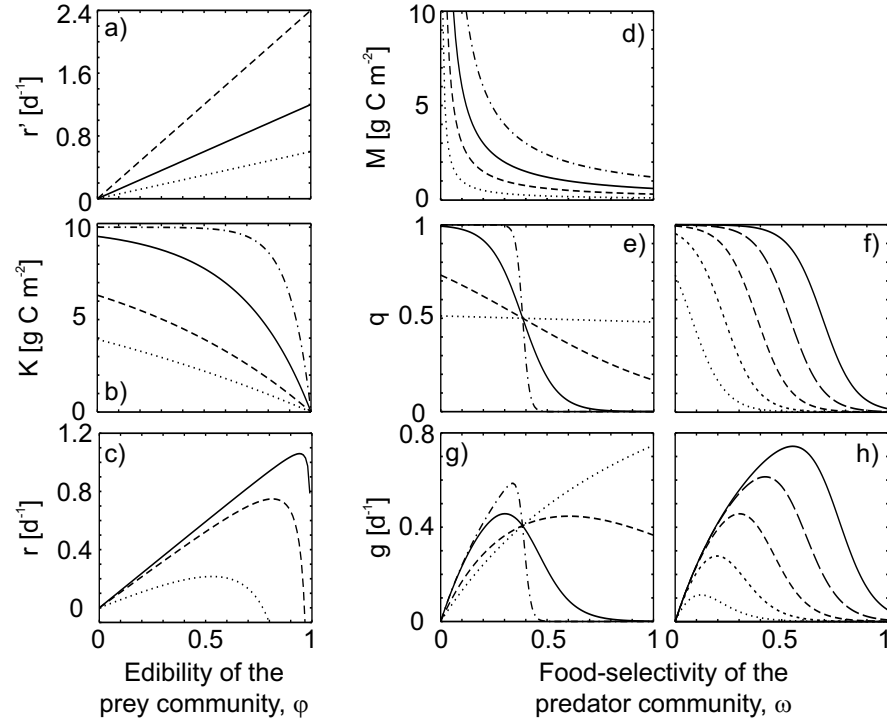 a)
r' [d⁻¹]
2.4
1.6
0.8
0
b)
K [g C m⁻²]
10
5
0
c)
r [d⁻¹]
1.2
0.8
0.4
0
0
0.5
1
Edibility of the
prey community, φ
d)
M [g C m⁻²]
10
5
0
e)
f)
q
1
0.5
0
g)
h)
g [d⁻¹]
0.8
0.4
0
0
0.5
1
0
0.5
1
Food-selectivity of the
predator community, ω